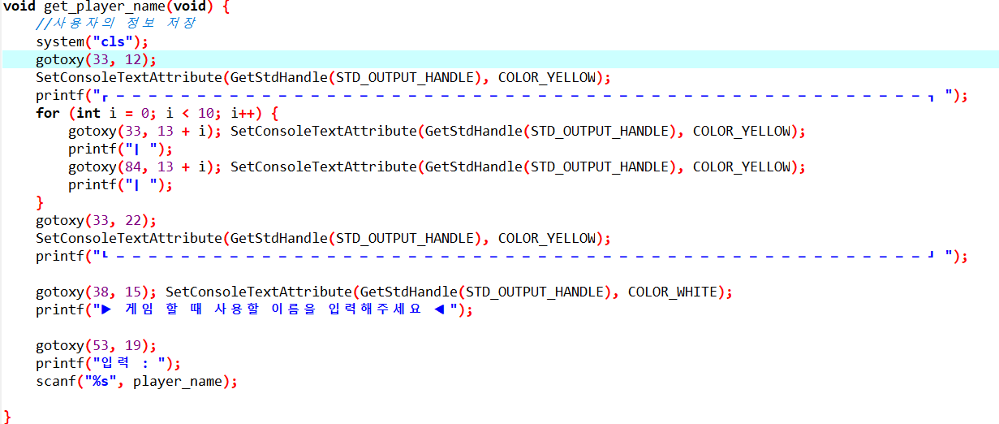 void get_player_name(void) {
    //사용자의 정보 저장
    system("cls");
    gotoxy(33, 12);
    SetConsoleTextAttribute(GetStdHandle(STD_OUTPUT_HANDLE), COLOR_YELLOW);
    printf("┏ - - - - - - - - - - - - - - - - - - - - - - - - - - - - - - - - - - - - - - - - - - - - - - - - - - ┓ ");
    for (int i = 0; i < 10; i++) {
        gotoxy(33, 13 + i); SetConsoleTextAttribute(GetStdHandle(STD_OUTPUT_HANDLE), COLOR_YELLOW);
        printf("┃ ");
        gotoxy(84, 13 + i); SetConsoleTextAttribute(GetStdHandle(STD_OUTPUT_HANDLE), COLOR_YELLOW);
        printf("┃ ");
    }
    gotoxy(33, 22);
    SetConsoleTextAttribute(GetStdHandle(STD_OUTPUT_HANDLE), COLOR_YELLOW);
    printf("┗ - - - - - - - - - - - - - - - - - - - - - - - - - - - - - - - - - - - - - - - - - - - - - - - - - - ┛ ");
    gotoxy(38, 15); SetConsoleTextAttribute(GetStdHandle(STD_OUTPUT_HANDLE), COLOR_WHITE);
    printf("▶ 게임 할 때 사용할 이름을 입력해주세요 ◀ ");
    gotoxy(53, 19);
    printf("입력 : ");
    scanf("%s", player_name);
}